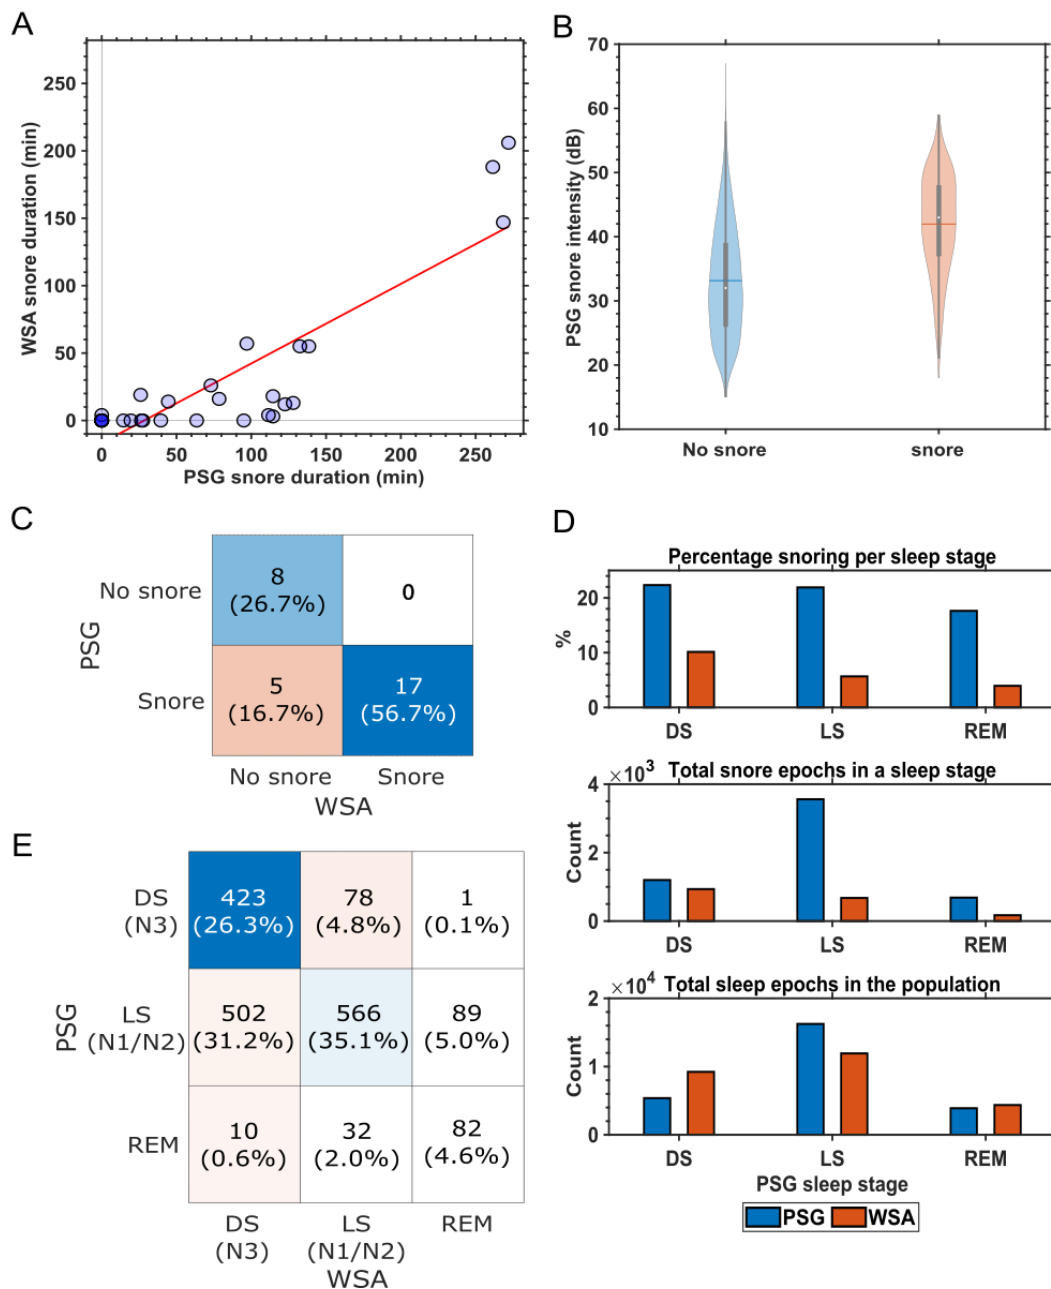 A
250
200
150
100
50
0
WSA snore duration (min)
0 50 100 150 200 250
PSG snore duration (min)
B
70
60
50
40
30
20
10
PSG snore intensity (dB)
No snore snore
C
PSG
No snore
8
(26.7%)
0
Snore
5
(16.7%)
17
(56.7%)
No snore Snore
WSA
D
Percentage snoring per sleep stage
20
10
0
%
DS LS REM
×10³ Total snore epochs in a sleep stage
4
2
0
Count
DS LS REM
×10⁴ Total sleep epochs in the population
2
1
0
Count
DS LS REM
PSG sleep stage
PSG WSA
E
PSG
DS
(N3)
423
(26.3%)
78
(4.8%)
1
(0.1%)
LS
(N1/N2)
502
(31.2%)
566
(35.1%)
89
(5.0%)
REM
10
(0.6%)
32
(2.0%)
82
(4.6%)
DS
(N3)
LS
(N1/N2)
REM
WSA